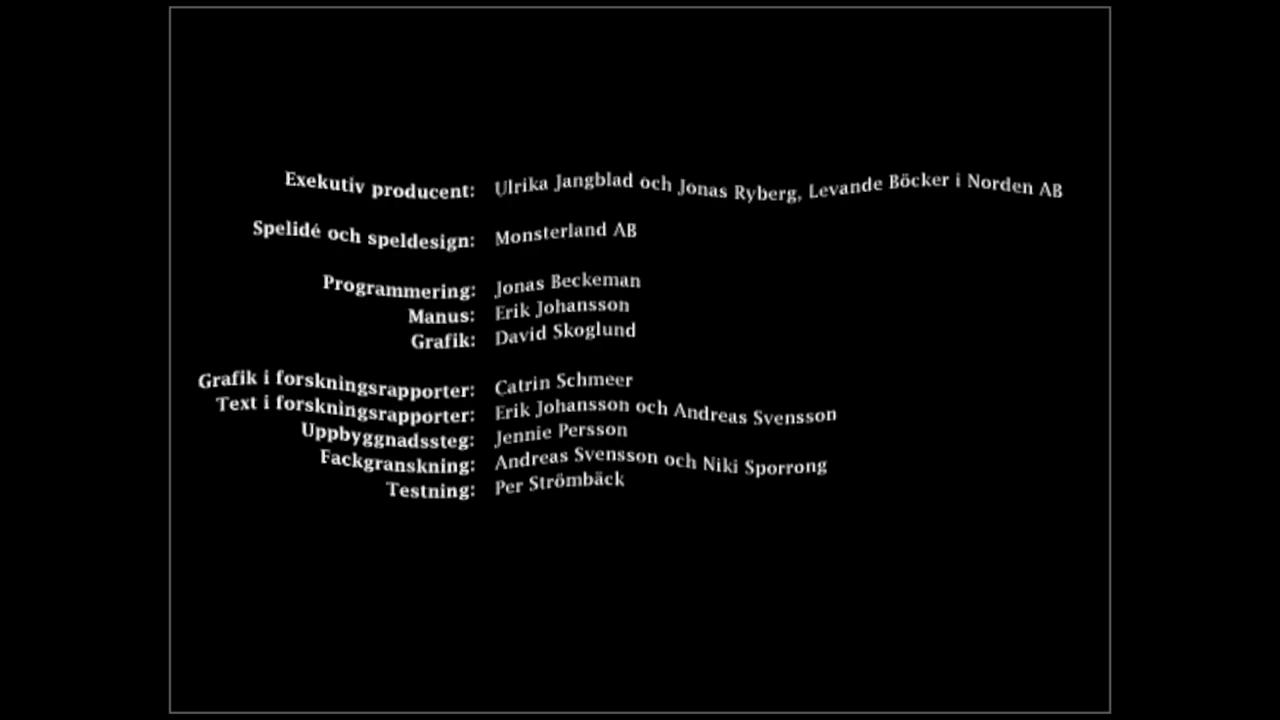 Exekutiv producent: Ulrika Jangblad och Jonas Ryberg, Levande Böcker i Norden AB
Spelidé och speldesign: Monsterland AB
Programmering: Jonas Beckeman
Manus: Erik Johansson
Grafik: David Skoglund
Grafik i forskningsrapporter: Catrin Schmeer
Text i forskningsrapporter: Erik Johansson och Andreas Svensson
Uppbyggnadssteg: Jennie Persson
Fackgranskning: Andreas Svensson och Niki Sporrong
Testning: Per Strömbäck